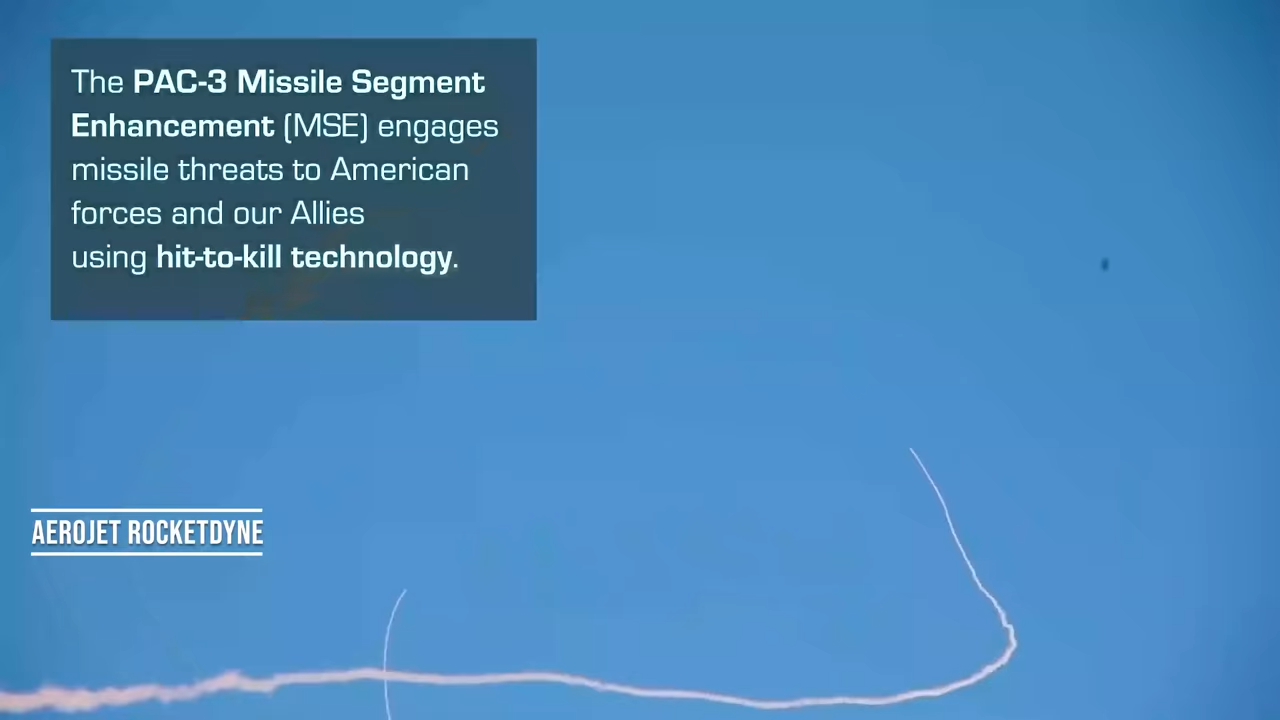 The PAC-3 Missile Segment
Enhancement (MSE) engages
missile threats to American
forces and our Allies
using hit-to-kill technology.
AEROJET ROCKETDYNE